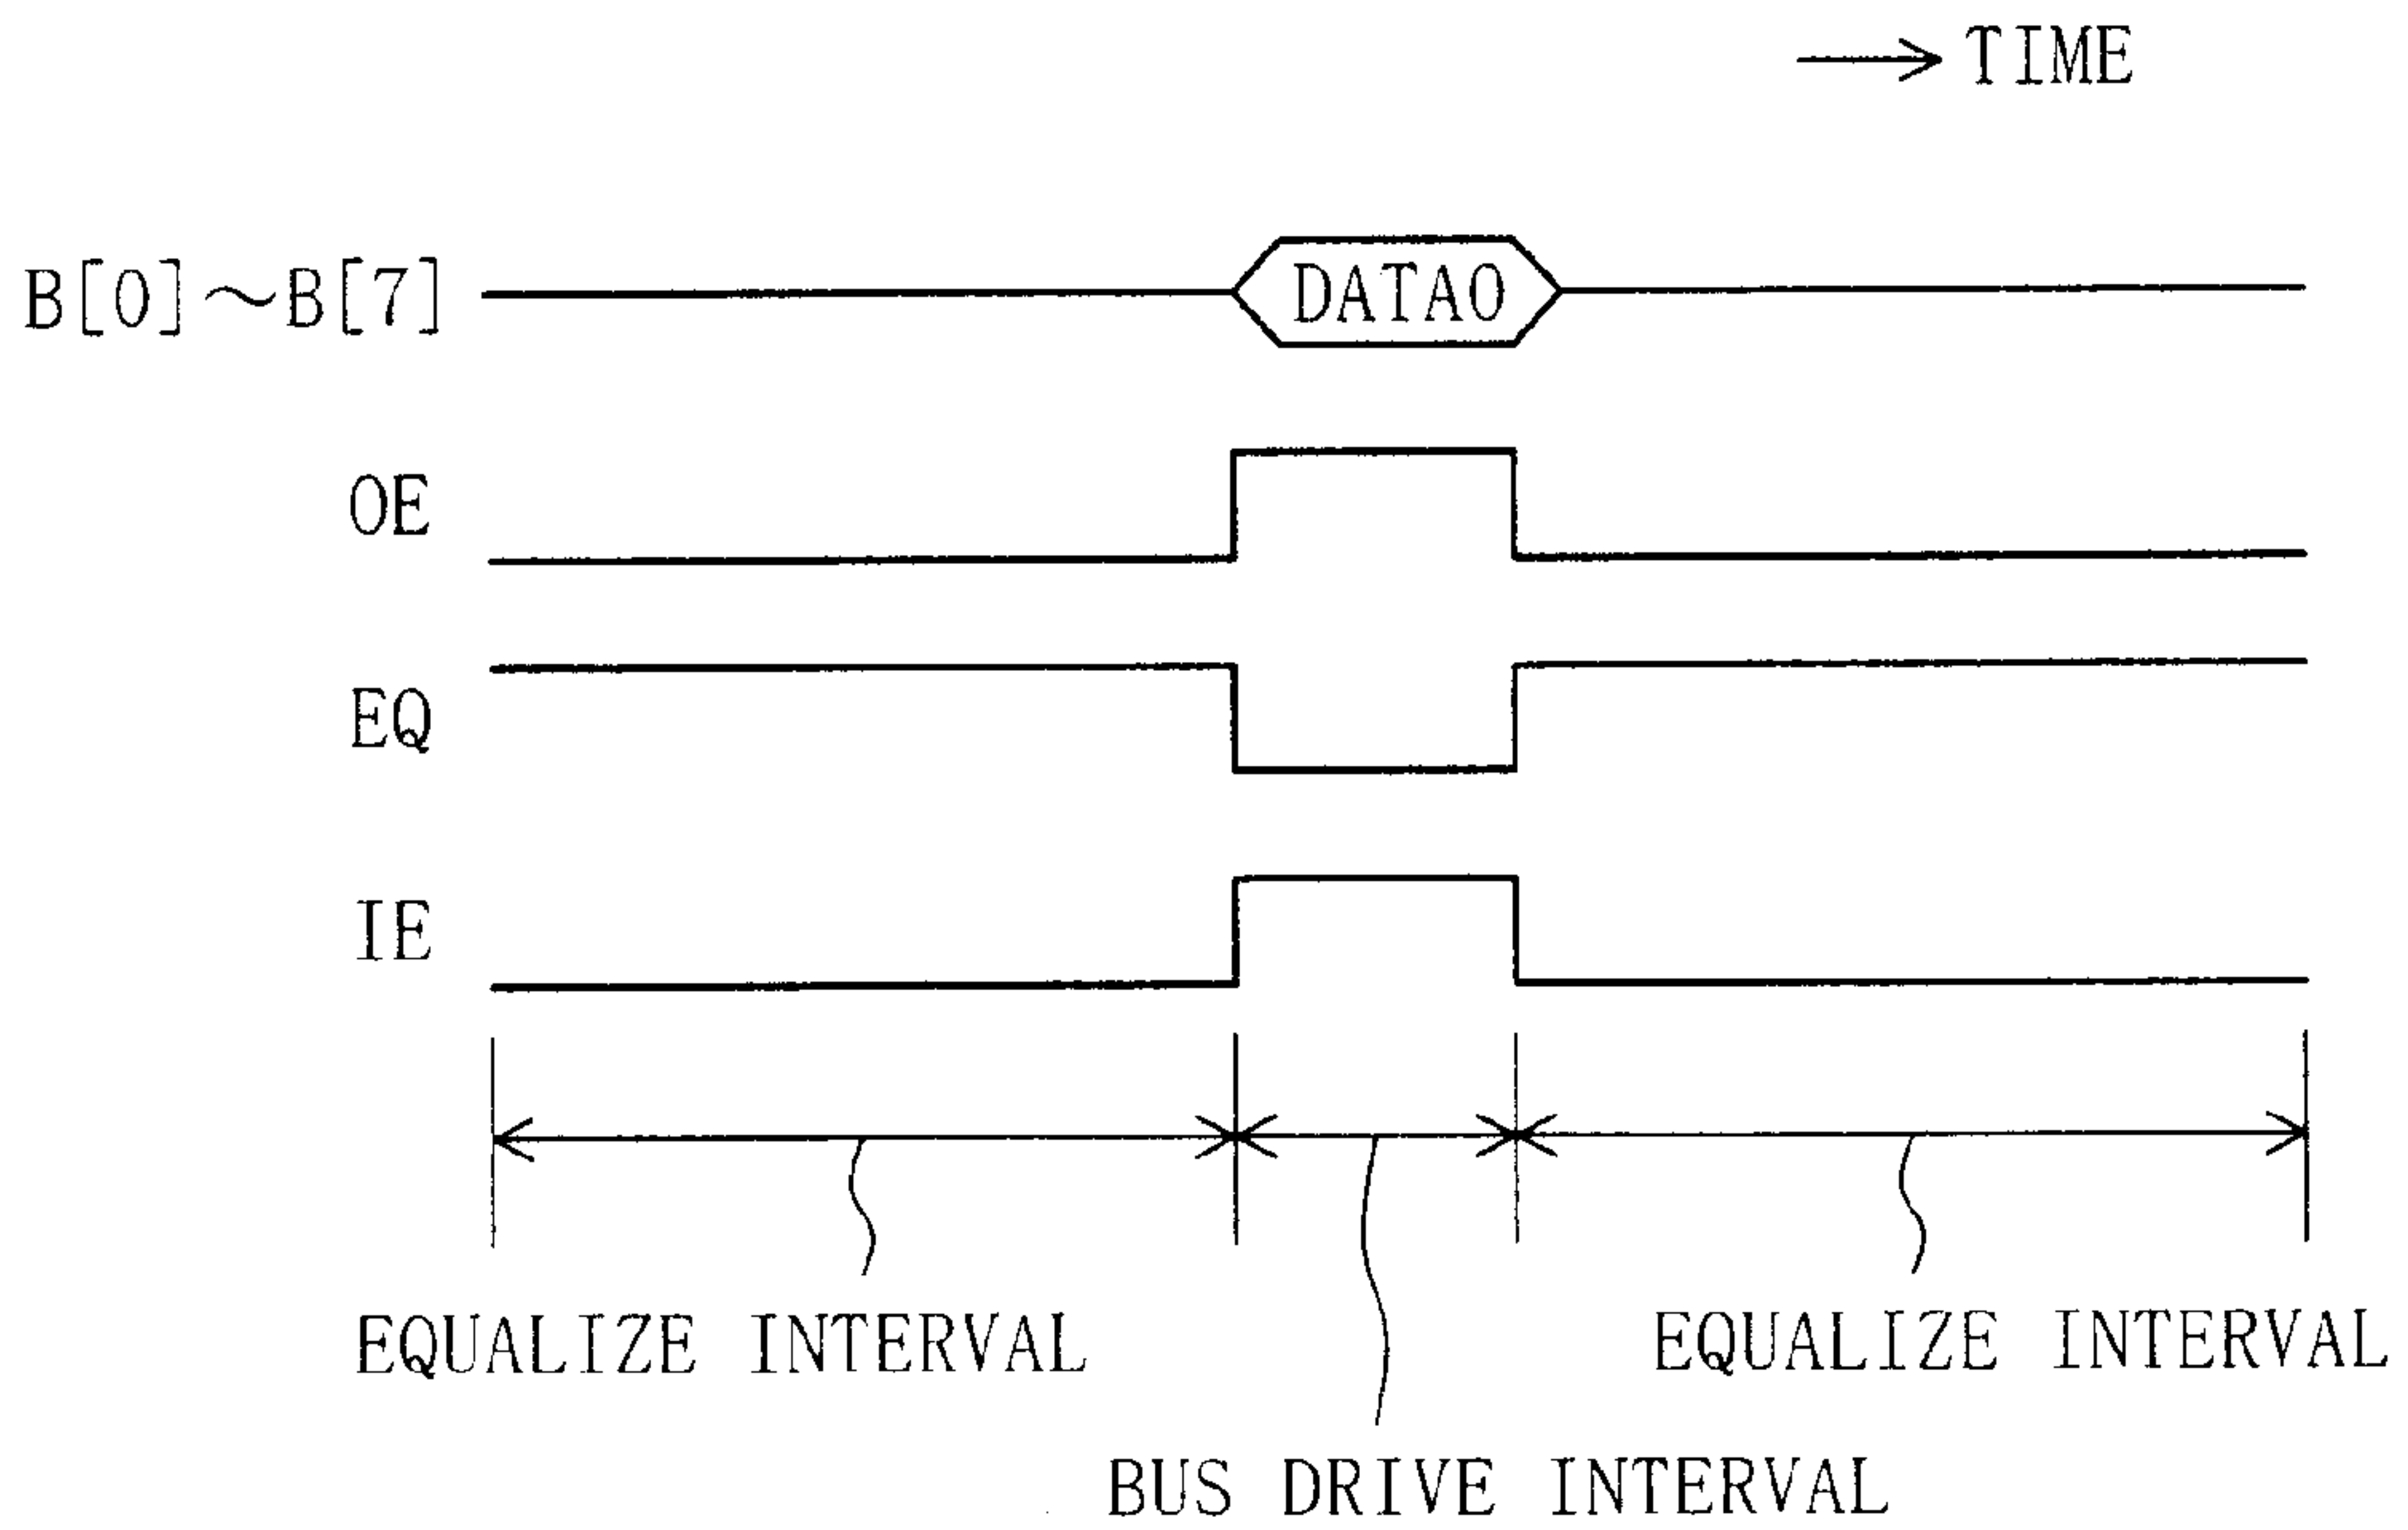 TIME
B[0]～B[7]
DATA0
OE
EQ
IE
EQUALIZE INTERVAL
EQUALIZE INTERVAL
BUS DRIVE INTERVAL